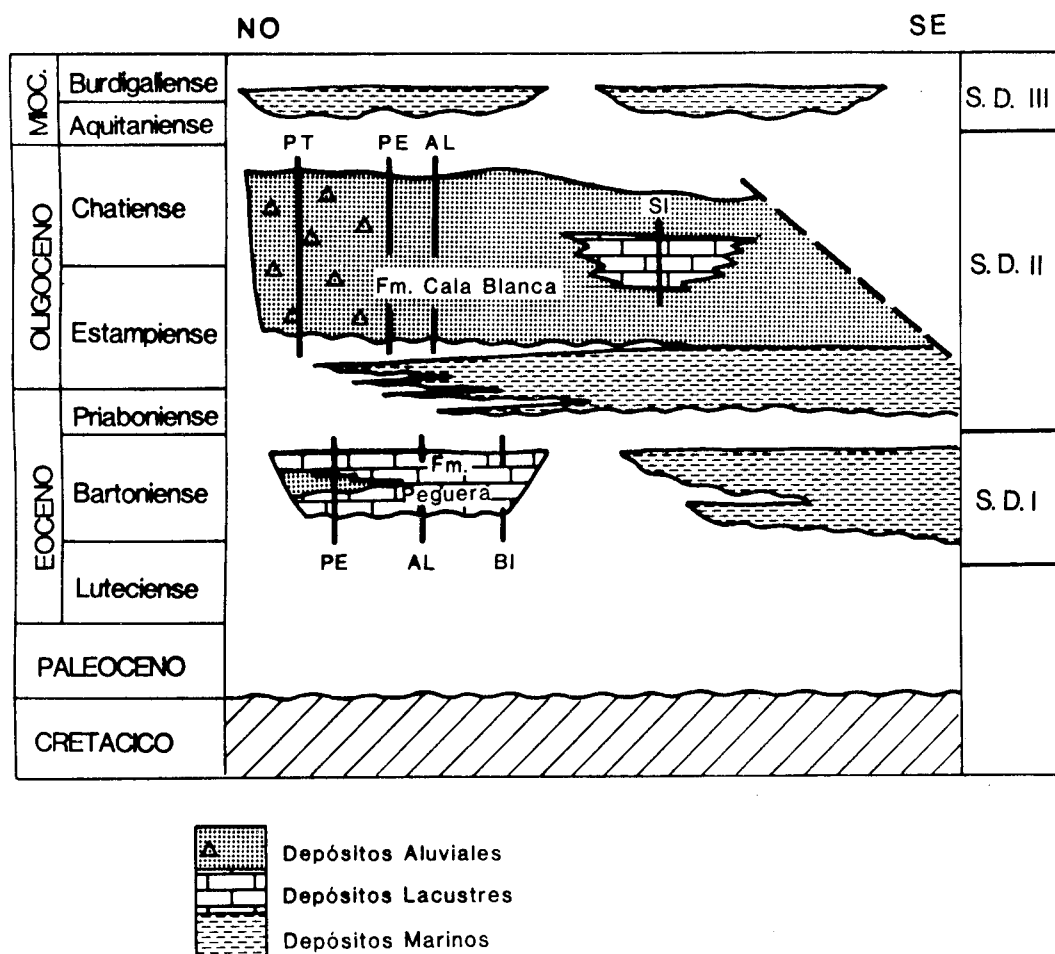 NO
SE
MIOC.
Burdigaliense
Aquitaniense
S. D. III
PT
PE
AL
OLIGOCENO
Chatiense
SI
S. D. II
Fm. Cala Blanca
Estampiense
EOCENO
Priaboniense
Bartoniense
Fm.
Peguera
S. D. I
PE
AL
BI
Luteciense
PALEOCENO
CRETACICO
Depósitos Aluviales
Depósitos Lacustres
Depósitos Marinos